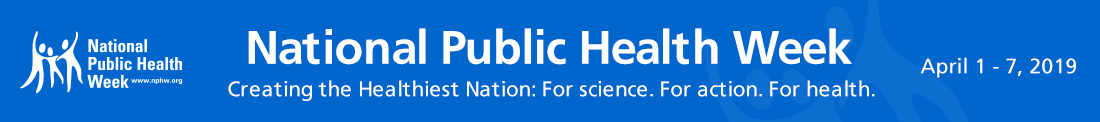 National
Public Health
Week www.nphw.org
National Public Health Week
Creating the Healthiest Nation: For science. For action. For health.
April 1 - 7, 2019